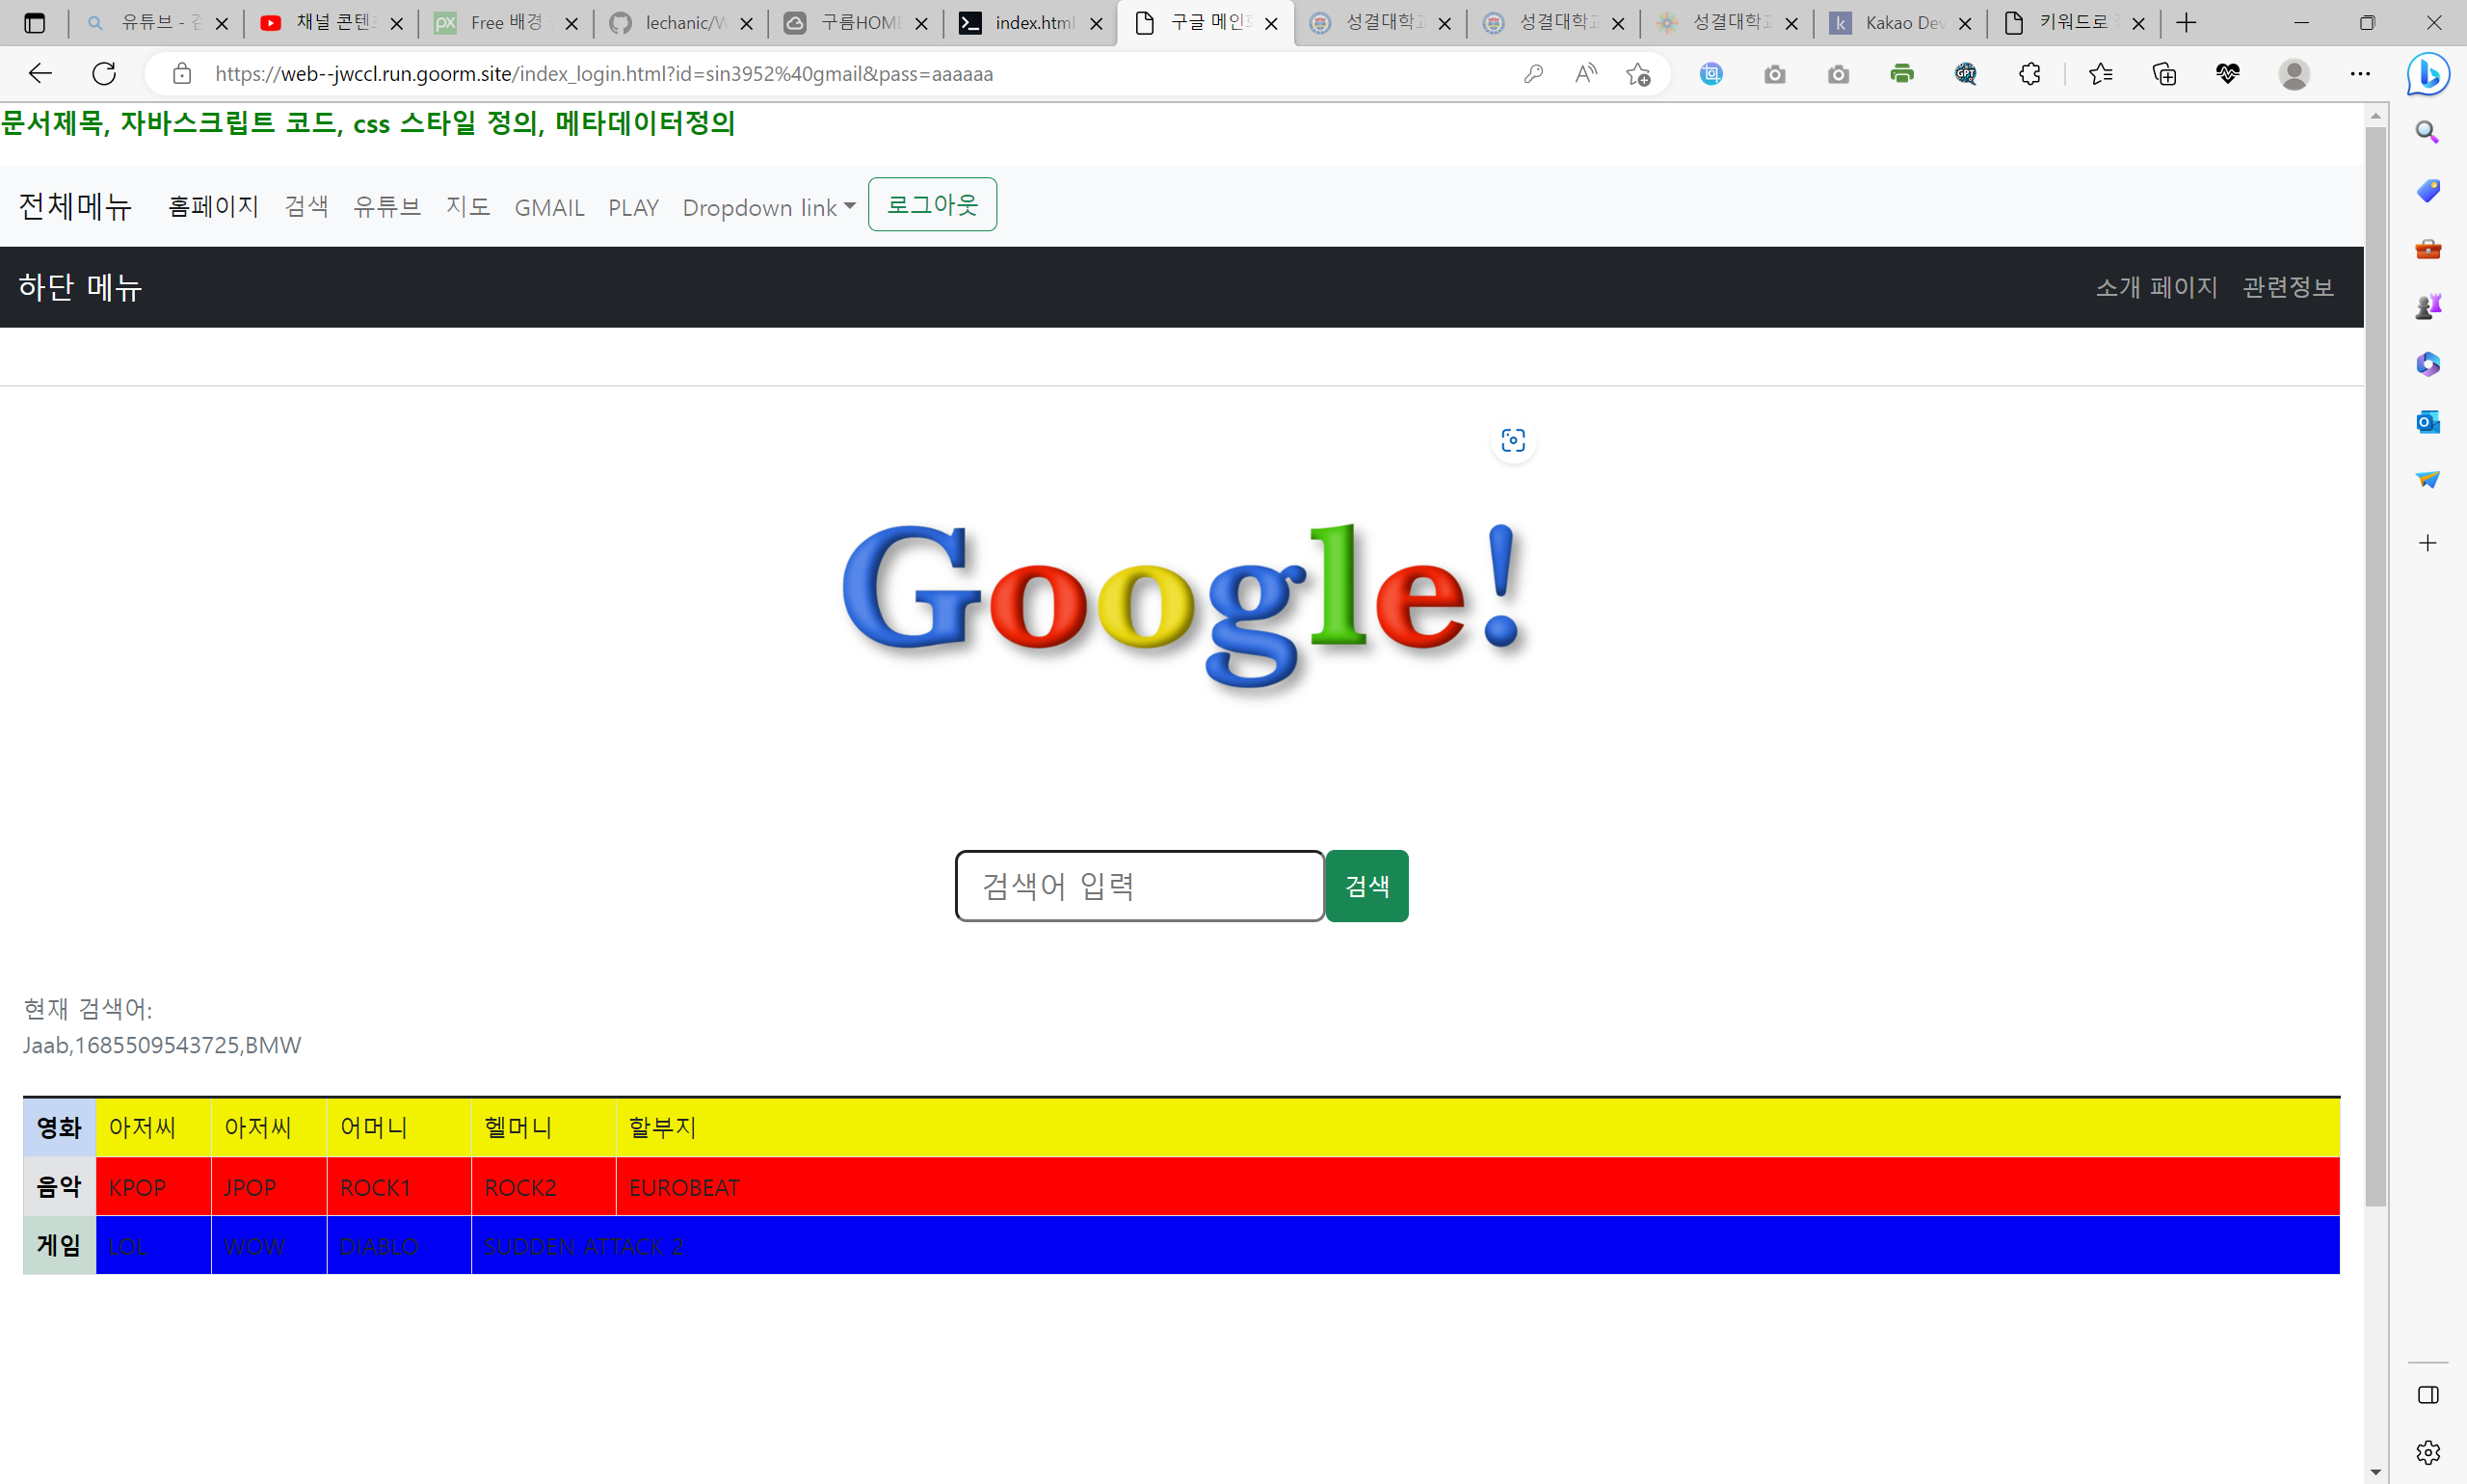 유튜브 -
채널 콘텐
Free 배경
lechanic/
구름HOME
index.html
구글 메인
성결대학교
성결대학교
성결대학교
Kakao Dev
키워드로
https://web--jwccl.run.goorm.site/index_login.html?id=sin3952%40gmail&pass=aaaaaa
문서제목, 자바스크립트 코드, css 스타일 정의, 메타데이터정의
전체메뉴 홈페이지 검색 유튜브 지도 GMAIL PLAY Dropdown link 로그아웃
하단 메뉴 소개 페이지 관련정보
Google!
검색어 입력 검색
현재 검색어:
Jaab,1685509543725,BMW
영화 아저씨 아저씨 어머니 헬머니 할부지
음악 KPOP JPOP ROCK1 ROCK2 EUROBEAT
게임 LOL WOW DIABLO SUDDEN ATTACK 2